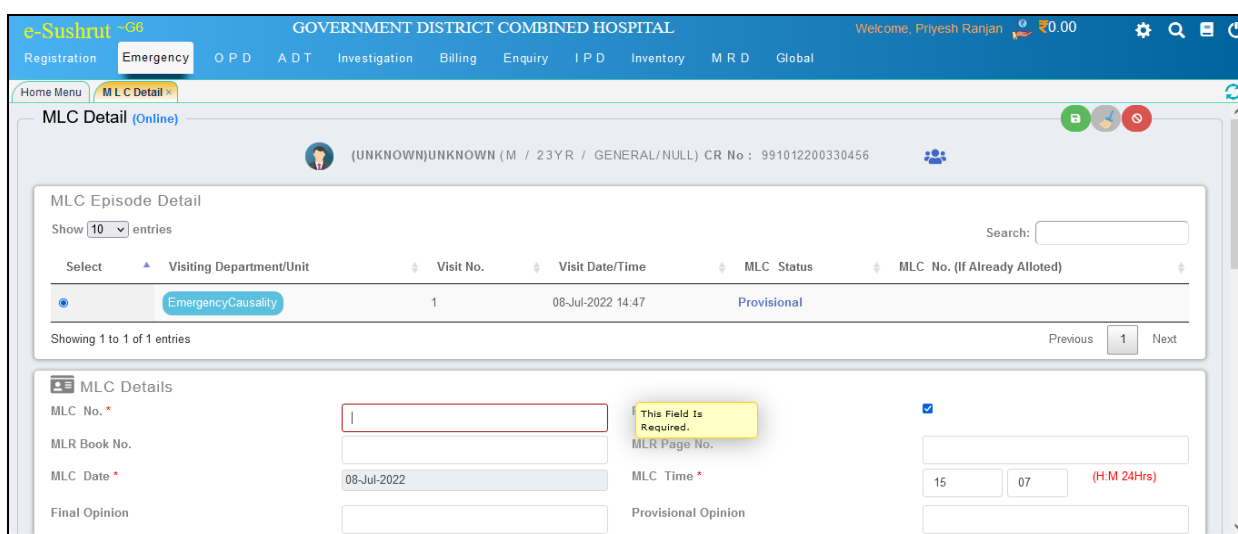 e-Sushrut ~G6 GOVERNMENT DISTRICT COMBINED HOSPITAL Welcome, Priyesh Ranjan ₹0.00
Registration Emergency O P D A D T Investigation Billing Enquiry I P D Inventory M R D Global
Home Menu M L C Detail ×
MLC Detail (Online)
(UNKNOWN)UNKNOWN (M / 23YR / GENERAL/NULL) CR No : 991012200330456
MLC Episode Detail
Show 10 entries Search:
Select Visiting Department/Unit Visit No. Visit Date/Time MLC Status MLC No. (If Already Alloted)
EmergencyCausality 1 08-Jul-2022 14:47 Provisional
Showing 1 to 1 of 1 entries Previous 1 Next
MLC Details
MLC No. * This Field Is Required.
MLR Book No. MLR Page No.
MLC Date * 08-Jul-2022 MLC Time * 15 07 (H:M 24Hrs)
Final Opinion Provisional Opinion